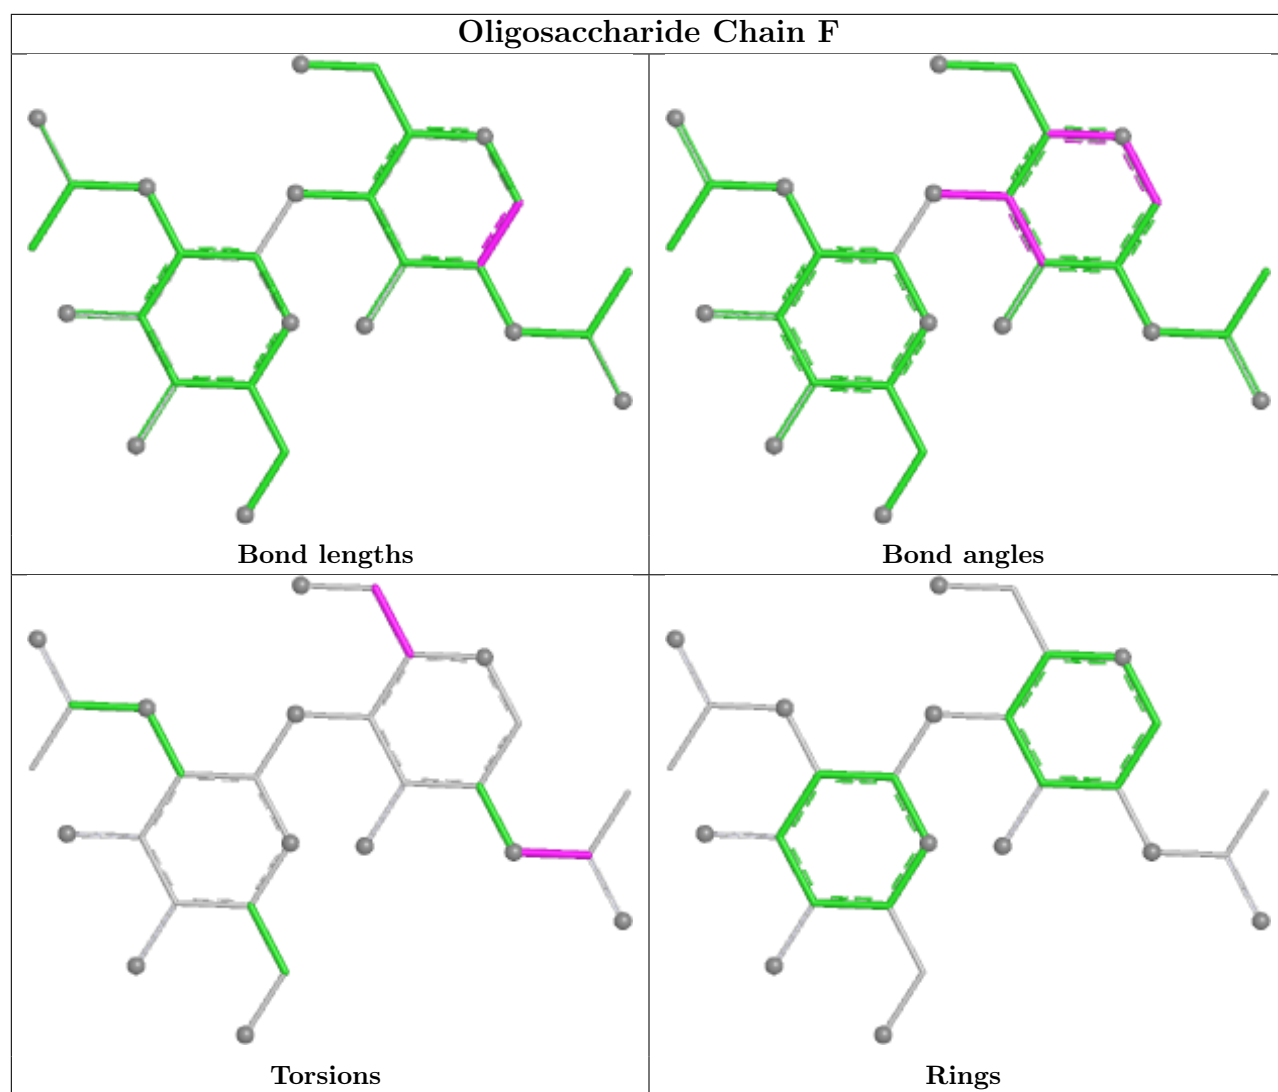 Oligosaccharide Chain F
Bond lengths
Bond angles
Torsions
Rings